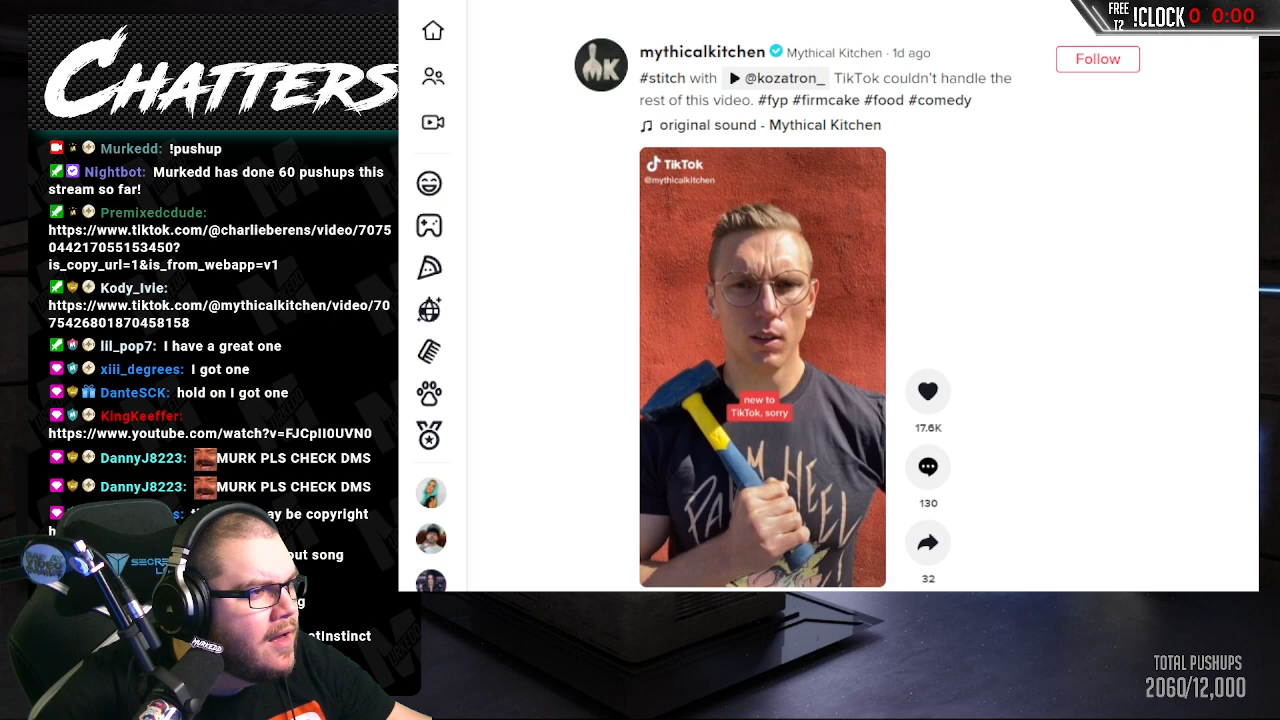 CHATTERS
Murkedd: !pushup
Nightbot: Murkedd has done 60 pushups this
stream so far!
Premixedcdude:
https://www.tiktok.com/@charlieberens/video/7075
044217055153450?
is_copy_url=1&is_from_webapp=v1
Kody_Ivie:
https://www.tiktok.com/@mythicalkitchen/video/70
75426801870458158
lil_pop7: I have a great one
xiii_degrees: I got one
DanteSCK: hold on I got one
KingKeeffer:
https://www.youtube.com/watch?v=FJCpII0UVN0
DannyJ8223: MURK PLS CHECK DMS
DannyJ8223: MURK PLS CHECK DMS
ay be copyright
out song
MURKEDD
mythicalkitchen Mythical Kitchen · 1d ago
Follow
#stitch with @kozatron_ TikTok couldn't handle the
rest of this video. #fyp #firmcake #food #comedy
original sound - Mythical Kitchen
MK
TikTok
@mythicalkitchen
new to
TikTok, sorry
17.6K
130
32
FREE
12
!CLOCK 0 0:00
TOTAL PUSHUPS
2060/12,000